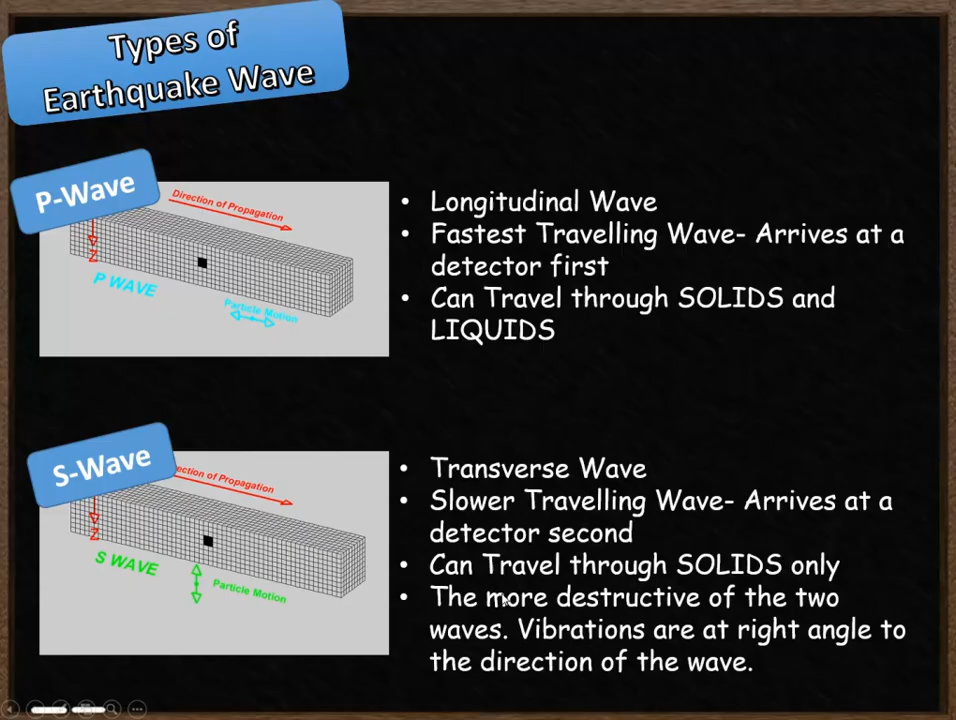 Types of
Earthquake Wave
P-Wave
Direction of Propagation
Z
P WAVE
Particle Motion
• Longitudinal Wave
• Fastest Travelling Wave- Arrives at a
detector first
• Can Travel through SOLIDS and
LIQUIDS
S-Wave
ection of Propagation
Z
S WAVE
Particle Motion
• Transverse Wave
• Slower Travelling Wave- Arrives at a
detector second
• Can Travel through SOLIDS only
• The more destructive of the two
waves. Vibrations are at right angle to
the direction of the wave.